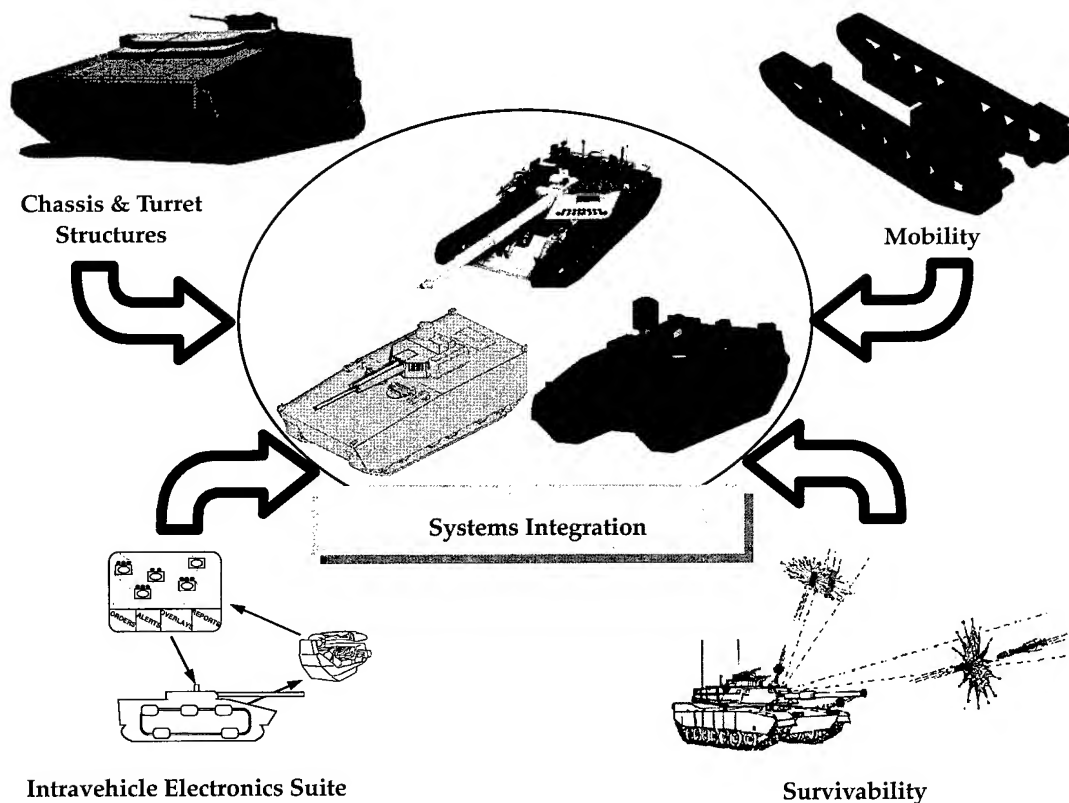 Chassis & Turret
Structures
Mobility
Systems Integration
ORDERS
ALERTS
OVERLAYS
REPORTS
Intravehicle Electronics Suite
Survivability